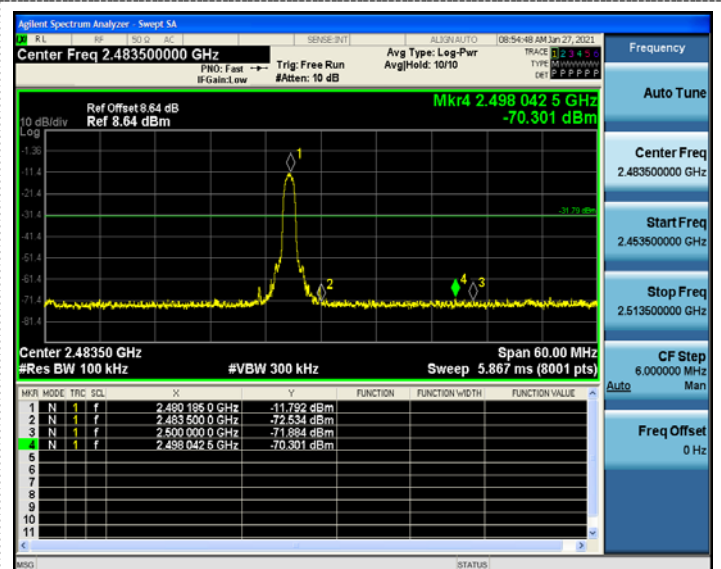 Agilent Spectrum Analyzer - Swept SA
RL RF 50 Ω AC SENSE:INT ALIGN AUTO 08:54:48 AM Jan 27, 2021
Center Freq 2.483500000 GHz
PNO: Fast
IFGain:Low
Trig: Free Run
#Atten: 10 dB
Avg Type: Log-Pwr
Avg|Hold: 10/10
TRACE 1 2 3 4 5 6
TYPE MWWWWW
DET P P P P P P
Ref Offset 8.64 dB
10 dB/div Ref 8.64 dBm
Log
Mkr4 2.498 042 5 GHz
-70.301 dBm
-1.36
-11.4
-21.4
-31.4
-41.4
-51.4
-61.4
-71.4
-81.4
1
2
4
3
-31.79 dBm
Center 2.48350 GHz Span 60.00 MHz
#Res BW 100 kHz #VBW 300 kHz Sweep 5.867 ms (8001 pts)
MKR MODE TRC SCL X Y FUNCTION FUNCTION WIDTH FUNCTION VALUE
1 N 1 f 2.480 185 0 GHz -11.792 dBm
2 N 1 f 2.483 500 0 GHz -72.534 dBm
3 N 1 f 2.500 000 0 GHz -71.884 dBm
4 N 1 f 2.498 042 5 GHz -70.301 dBm
5
6
7
8
9
10
11
MSG STATUS
Frequency
Auto Tune
Center Freq
2.483500000 GHz
Start Freq
2.453500000 GHz
Stop Freq
2.513500000 GHz
CF Step
6.000000 MHz
Auto Man
Freq Offset
0 Hz